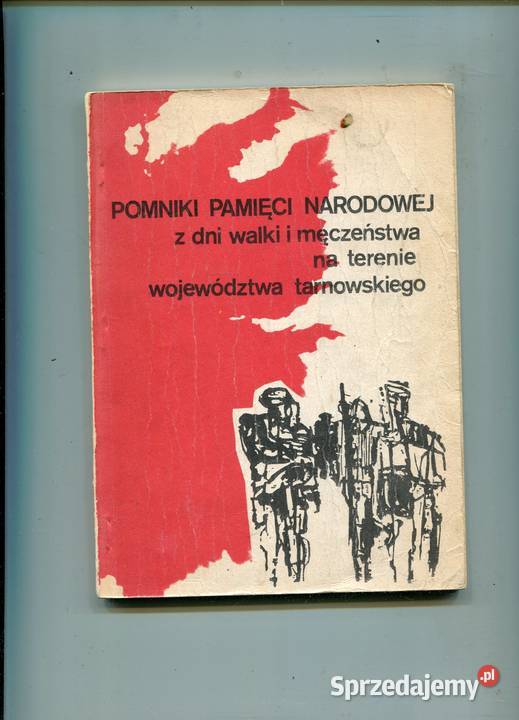 POMNIKI PAMIĘCI NARODOWEJ
z dni walki i męczeństwa
na terenie
województwa tarnowskiego
Sprzedajemy.pl